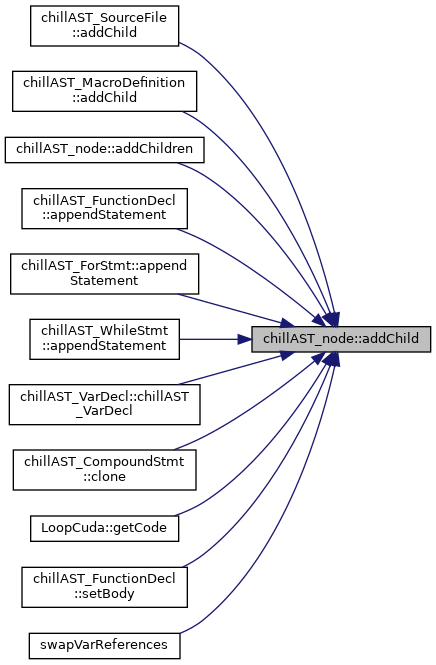 chillAST_SourceFile
::addChild
chillAST_MacroDefinition
::addChild
chillAST_node::addChildren
chillAST_FunctionDecl
::appendStatement
chillAST_ForStmt::append
Statement
chillAST_WhileStmt
::appendStatement
chillAST_node::addChild
chillAST_VarDecl::chillAST
_VarDecl
chillAST_CompoundStmt
::clone
LoopCuda::getCode
chillAST_FunctionDecl
::setBody
swapVarReferences